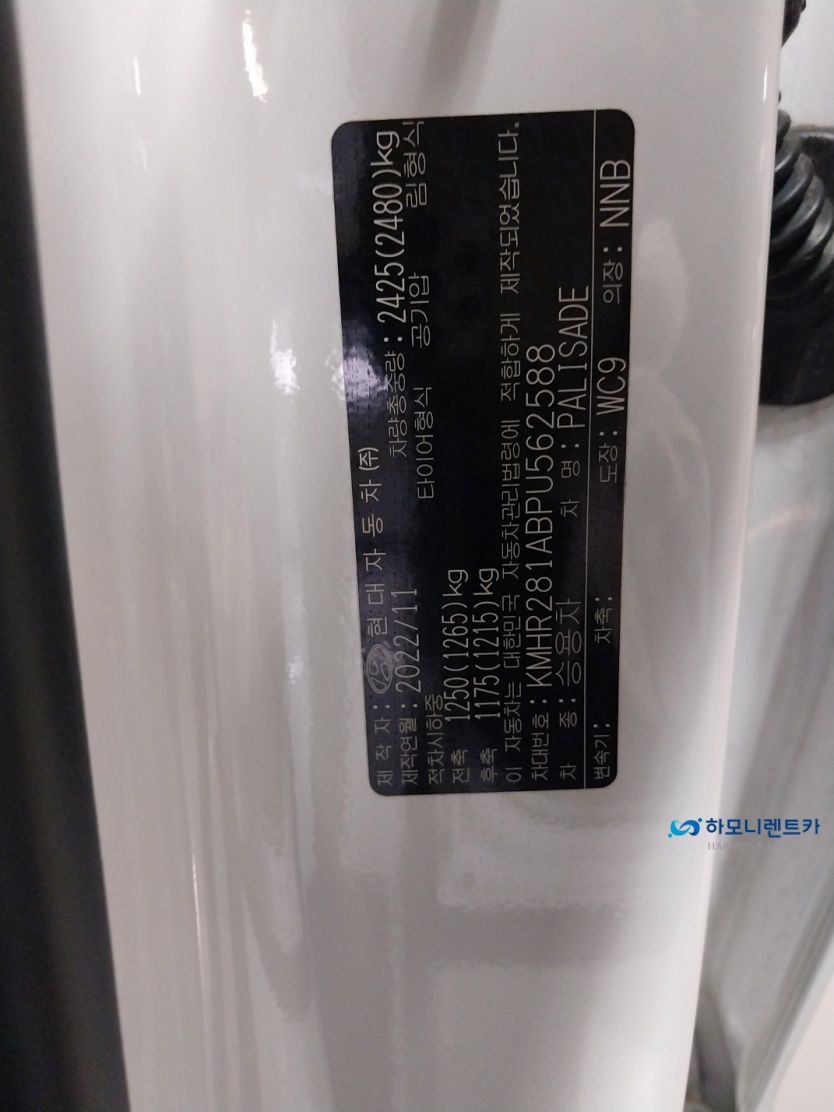 제 작 자 : 현 대 자 동 차 ㈜
제작연월 : 2022/11 차량총중량 : 2425(2480)kg
적차시하중 타이어형식 공기압 림형식
전축 1250(1265)kg
후축 1175(1215)kg
이 자동차는 대한민국 자동차관리법령에 적합하게 제작되었습니다.
차대번호 : KMHR281ABPU562588
차 종 : 승용차 차 명 : PALISADE
변속기 : 차축 : 도장 : WC9 의장 : NNB
하모니렌트카